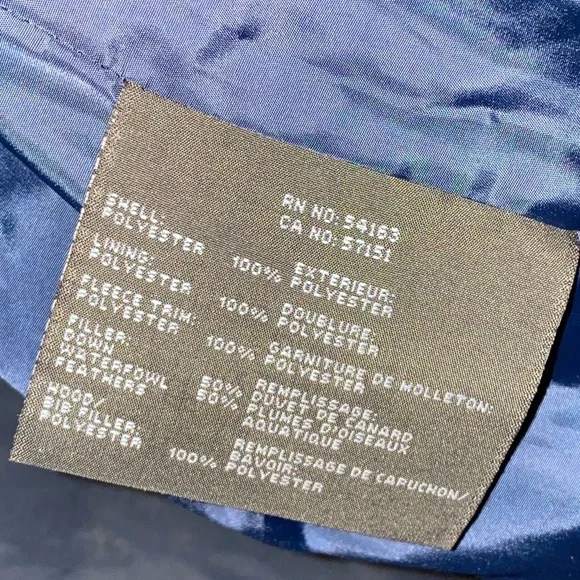 RN NO: 54163
CA NO: 57151
SHELL: EXTERIEUR:
POLYESTER 100% POLYESTER
LINING: DOUBLURE:
POLYESTER 100% POLYESTER
FLEECE TRIM: GARNITURE DE MOLLETON:
POLYESTER 100% POLYESTER
FILLER: REMPLISSAGE:
DOWN 50% DUVET DE CANARD
WATERFOWL 50% PLUMES D'OISEAUX
FEATHERS AQUATIQUE
HOOD/ REMPLISSAGE DE CAPUCHON/
BIB FILLER: BAVOIR:
POLYESTER 100% POLYESTER